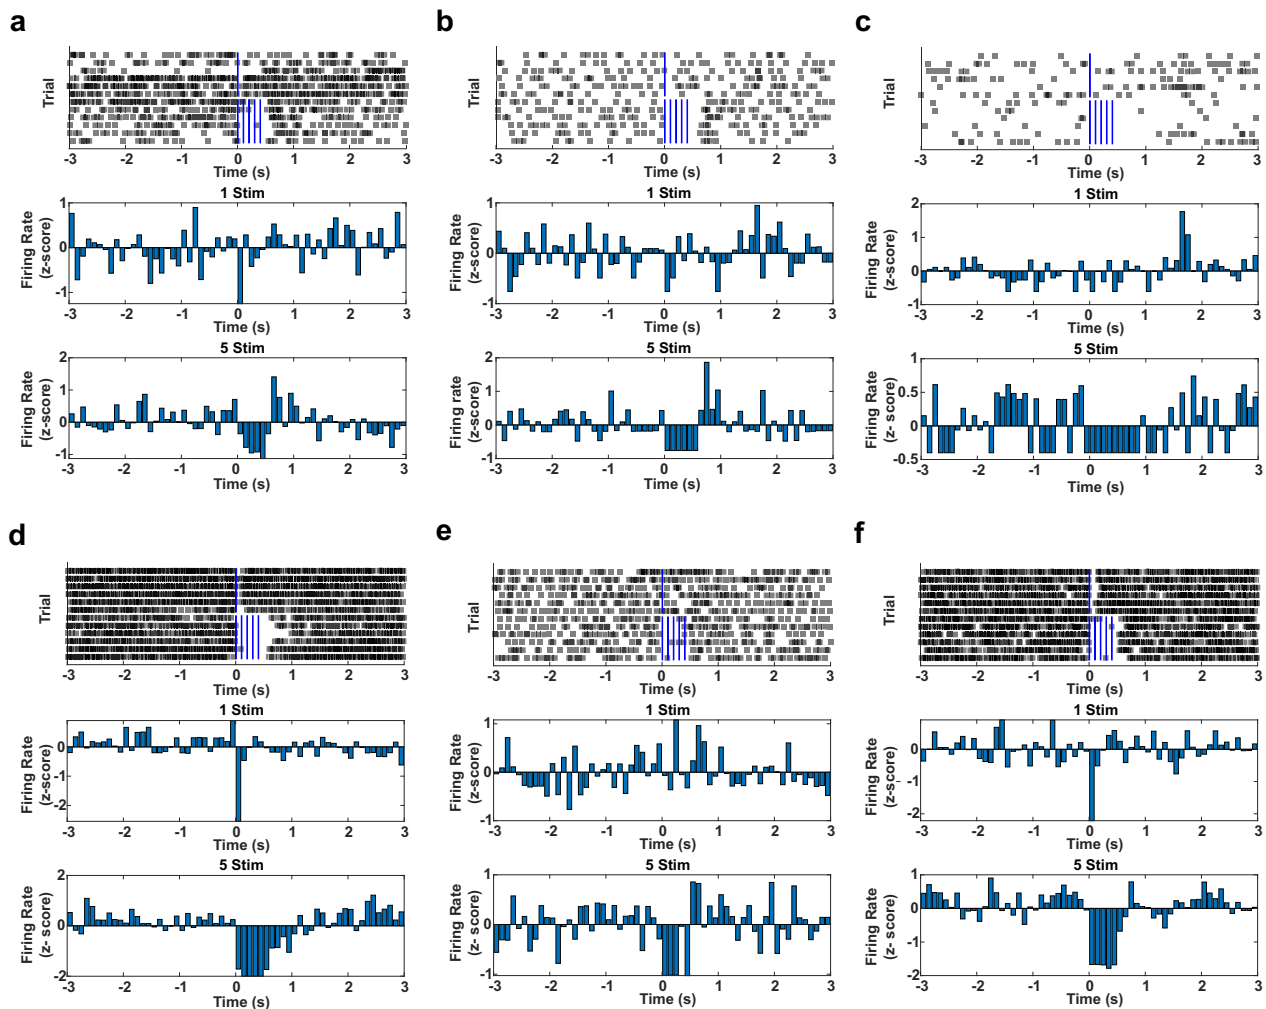 a
Trial
-3 -2 -1 0 1 2 3
Time (s)
1 Stim
Firing Rate
(z-score)
1
0
-1
-3 -2 -1 0 1 2 3
Time (s)
5 Stim
Firing Rate
(z-score)
2
1
0
-1
-3 -2 -1 0 1 2 3
Time (s)
b
Trial
-3 -2 -1 0 1 2 3
Time (s)
1 Stim
Firing Rate
(z-score)
1
0
-1
-3 -2 -1 0 1 2 3
Time (s)
5 Stim
Firing rate
(z-score)
2
1
0
-1
-3 -2 -1 0 1 2 3
Time (s)
c
Trial
-3 -2 -1 0 1 2 3
Time (s)
1 Stim
Firing Rate
(z-score)
2
1
0
-1
-3 -2 -1 0 1 2 3
Time (s)
5 Stim
Firing Rate
(z- score)
1
0.5
0
-0.5
-3 -2 -1 0 1 2 3
Time (s)
d
Trial
-3 -2 -1 0 1 2 3
Time (s)
1 Stim
Firing Rate
(z-score)
0
-1
-2
-3 -2 -1 0 1 2 3
Time (s)
5 Stim
Firing Rate
(z- score)
2
0
-2
-3 -2 -1 0 1 2 3
Time (s)
e
Trial
-3 -2 -1 0 1 2 3
Time (s)
1 Stim
Firing Rate
(z-score)
1
0
-1
-3 -2 -1 0 1 2 3
Time (s)
5 Stim
Firing Rate
(z- score)
1
0
-1
-3 -2 -1 0 1 2 3
Time (s)
f
Trial
-3 -2 -1 0 1 2 3
Time (s)
1 Stim
Firing Rate
(z-score)
0
-1
-2
-3 -2 -1 0 1 2 3
Time (s)
5 Stim
Firing Rate
(z- score)
1
0
-1
-2
-3 -2 -1 0 1 2 3
Time (s)